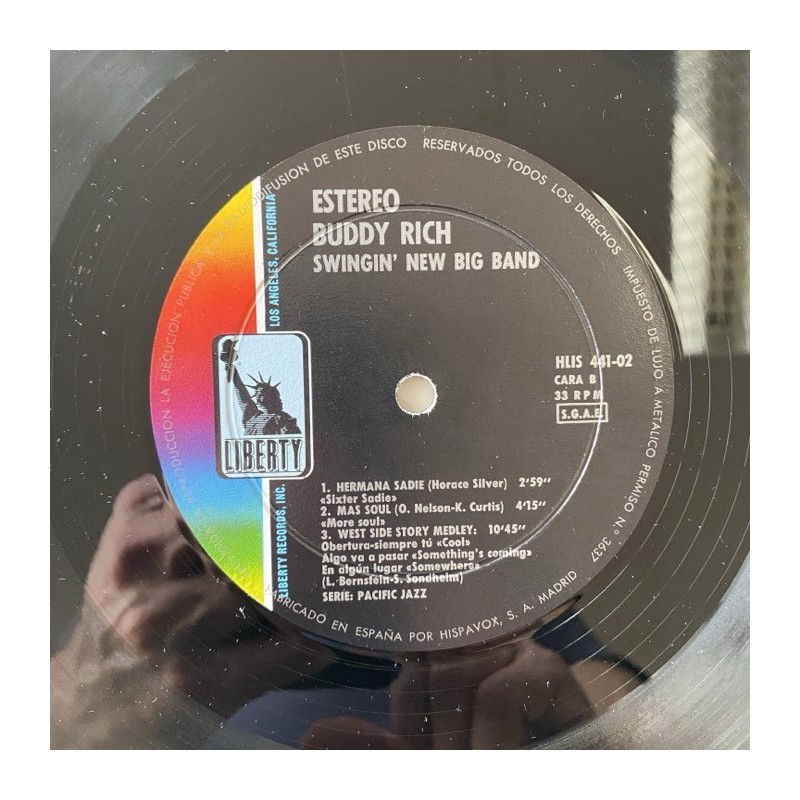 ESTEREO
BUDDY RICH
SWINGIN' NEW BIG BAND
HLIS 441-02
CARA B
33 RPM
S.G.A.E.
LIBERTY
LOS ANGELES, CALIFORNIA
LIBERTY RECORDS, INC.
1. HERMANA SADIE (Horace Silver) 2'59''
«Sixter Sadie»
2. MAS SOUL (O. Nelson-K. Curtis) 4'15''
«More soul»
3. WEST SIDE STORY MEDLEY: 10'45''
Obertura-siempre tú «Cool»
Algo va a pasar «Something's coming»
En algún lugar «Somewhere»
(L. Bernstein-S. Sondheim)
SERIE: PACIFIC JAZZ
REPRODUCCION LA EJECUCION PUBLICA Y RADIODIFUSION DE ESTE DISCO RESERVADOS TODOS LOS DERECHOS IMPUESTO DE LUJO A METALICO PERMISO N.º 3637
FABRICADO EN ESPAÑA POR HISPAVOX, S. A. MADRID